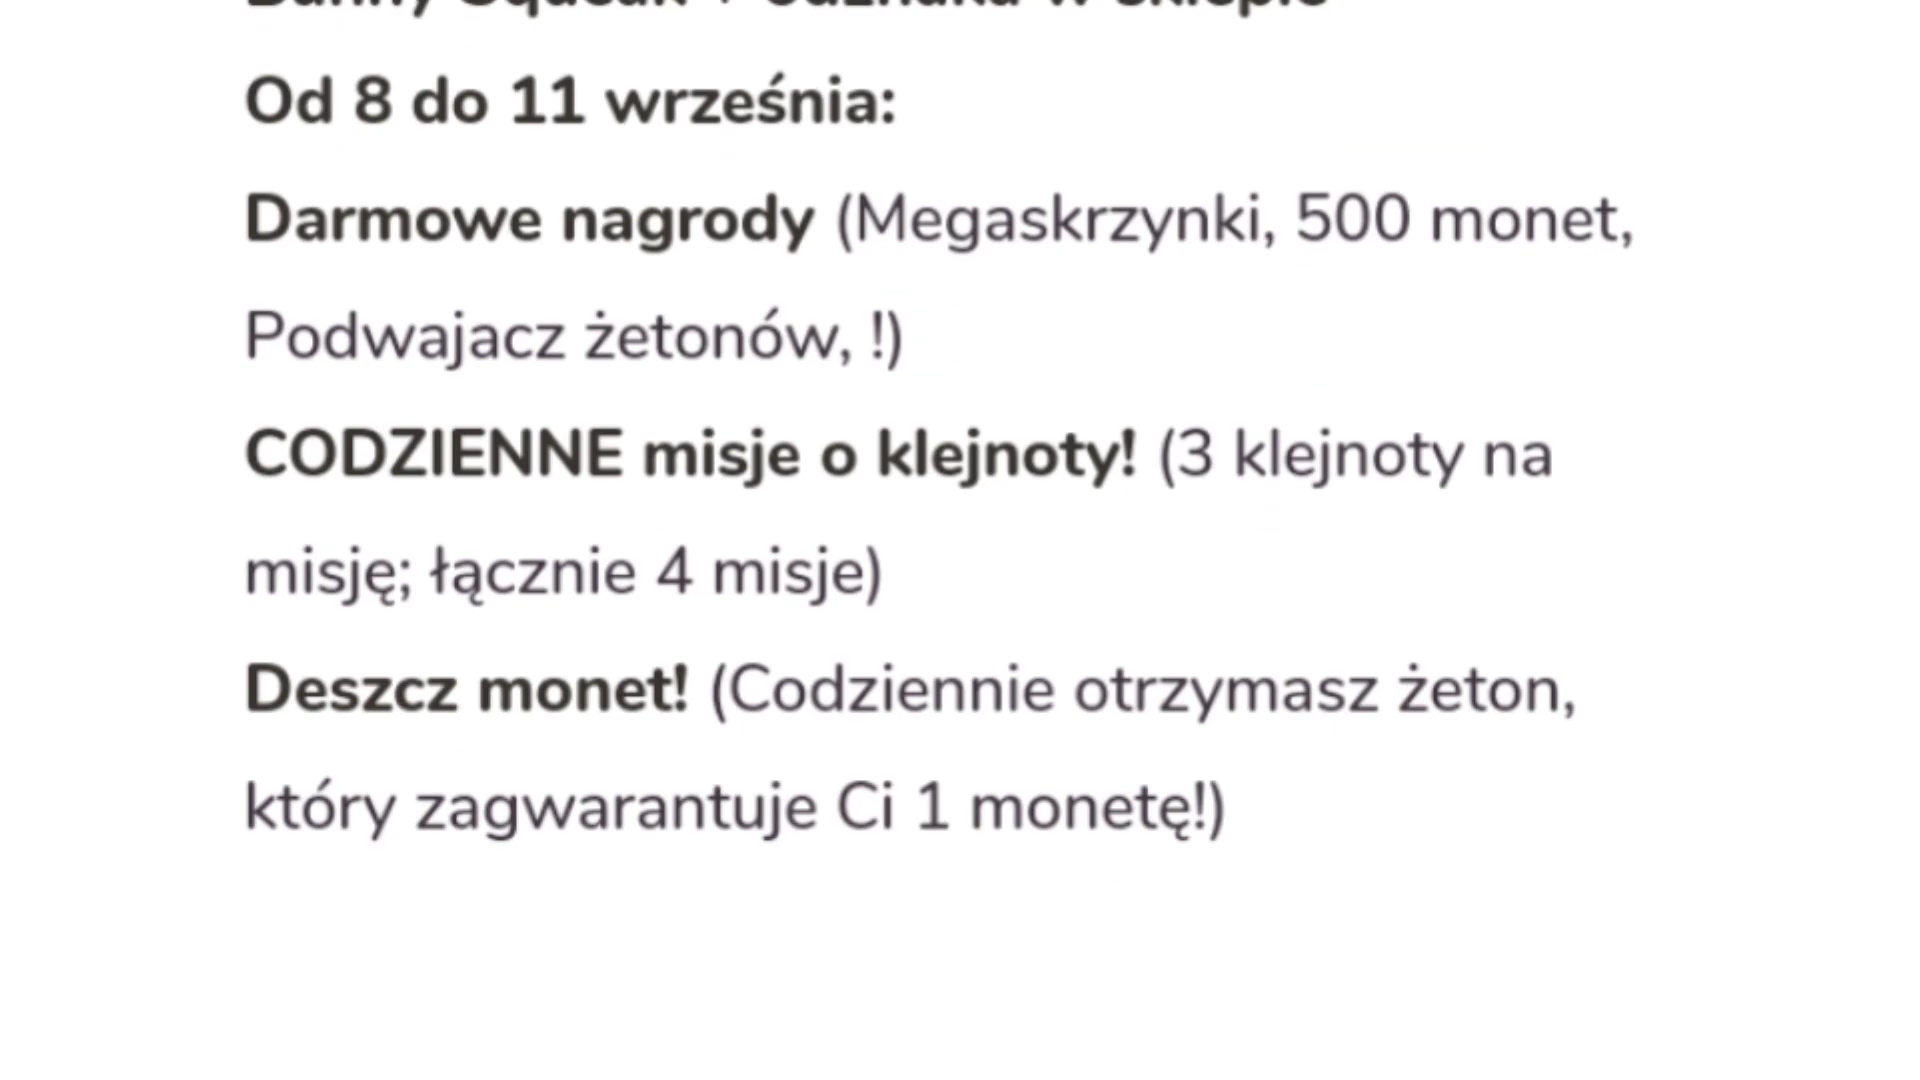 Od 8 do 11 września:
Darmowe nagrody (Megaskrzynki, 500 monet,
Podwajacz żetonów, !)
CODZIENNE misje o klejnoty! (3 klejnoty na
misję; łącznie 4 misje)
Deszcz monet! (Codziennie otrzymasz żeton,
który zagwarantuje Ci 1 monetę!)